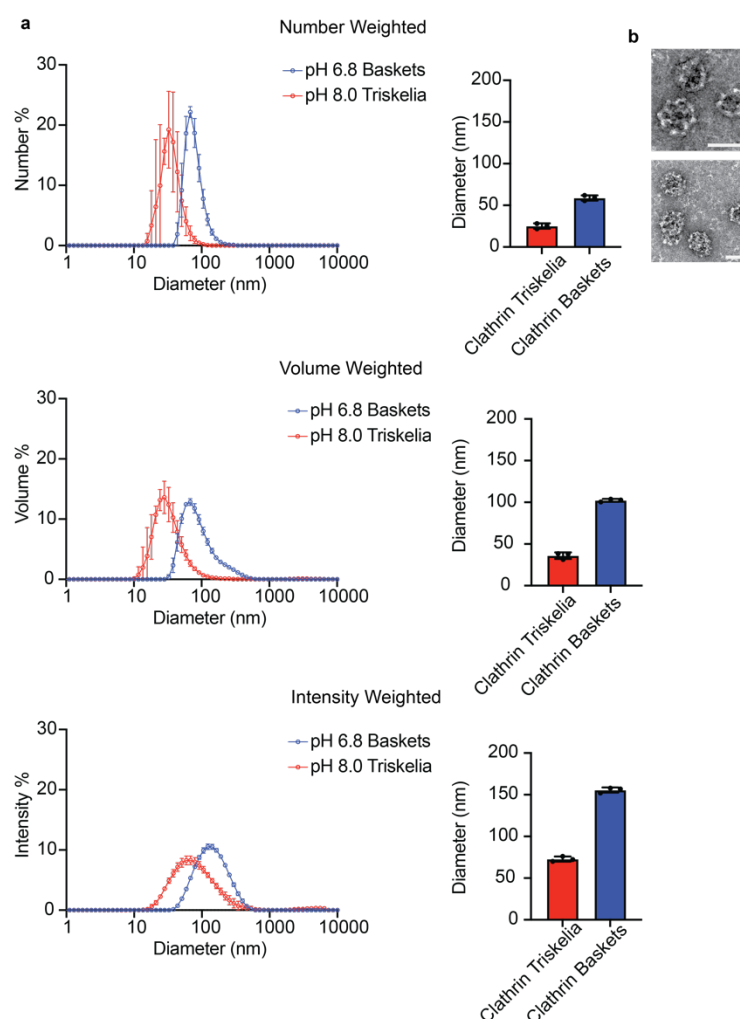 a
Number Weighted
b
pH 6.8 Baskets
pH 8.0 Triskelia
Number %
30
20
10
0
1
10
100
1000
10000
Diameter (nm)
Diameter (nm)
200
150
100
50
0
Clathrin Triskelia
Clathrin Baskets
Volume Weighted
pH 6.8 Baskets
pH 8.0 Triskelia
Volume %
30
20
10
0
1
10
100
1000
10000
Diameter (nm)
Diameter (nm)
200
150
100
50
0
Clathrin Triskelia
Clathrin Baskets
Intensity Weighted
pH 6.8 Baskets
pH 8.0 Triskelia
Intensity %
30
20
10
0
1
10
100
1000
10000
Diameter (nm)
Diameter (nm)
200
150
100
50
0
Clathrin Triskelia
Clathrin Baskets